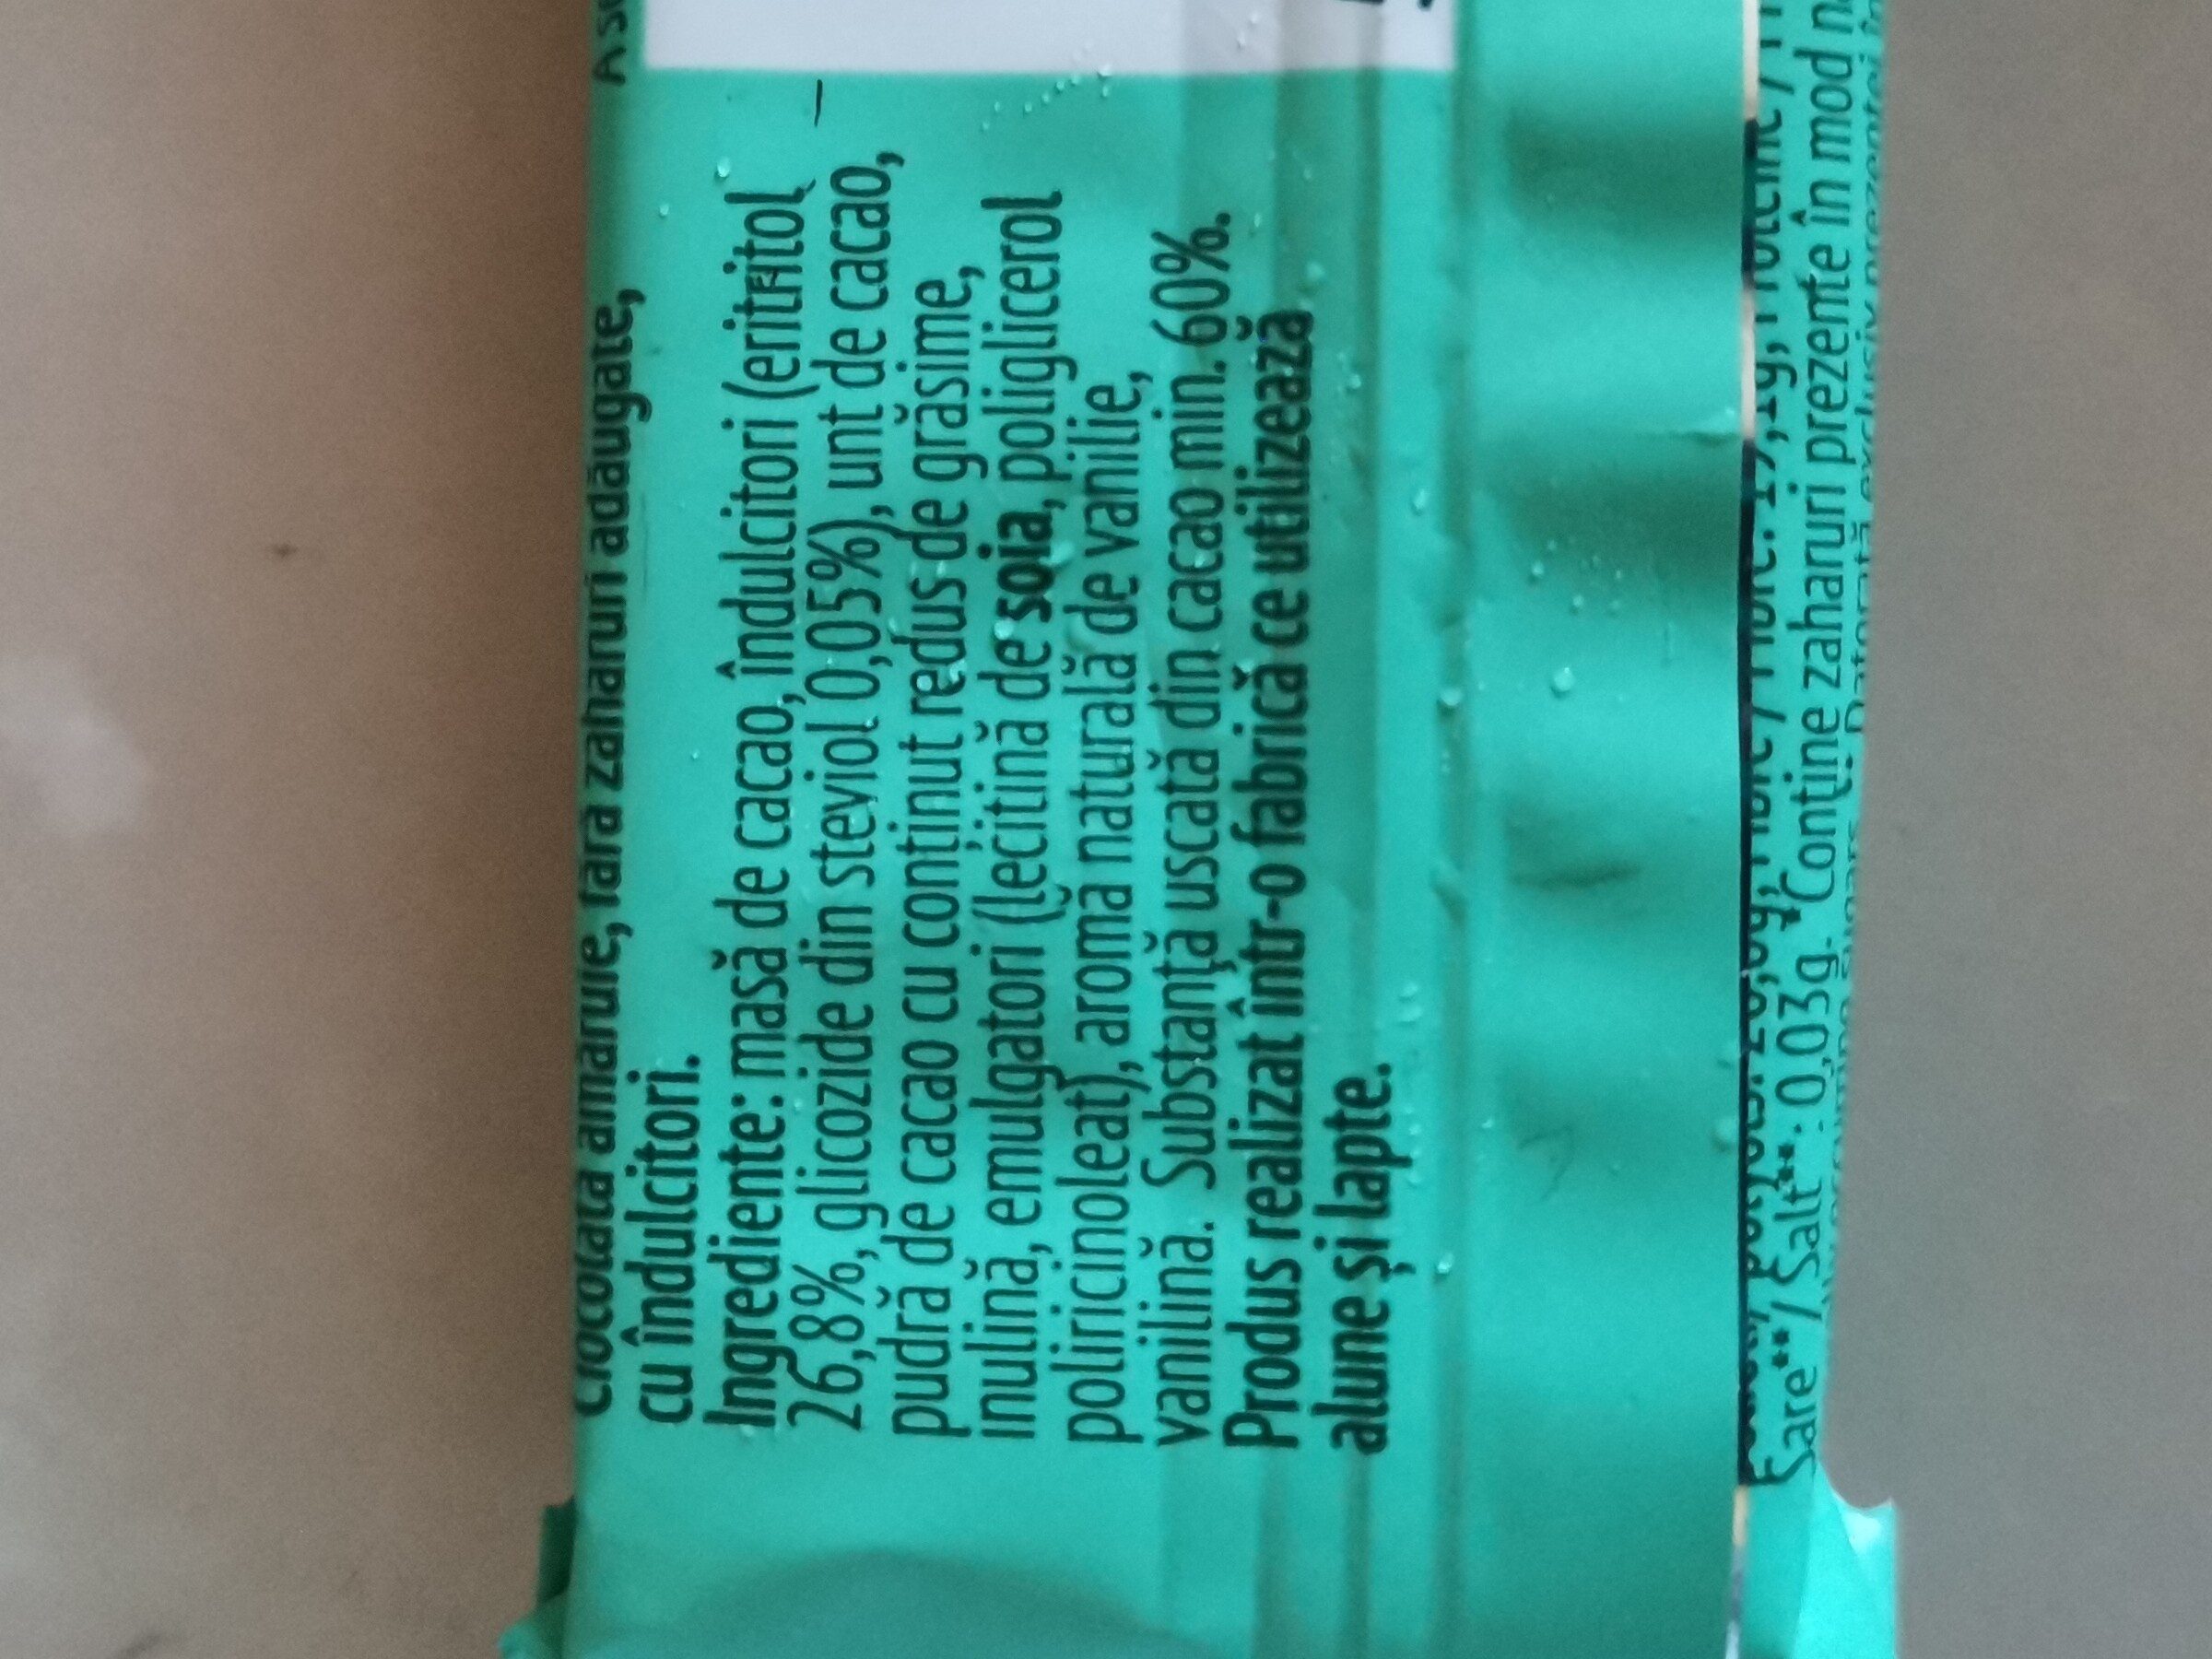 Ciocolată amăruie, fără zaharuri adăugate,
cu îndulcitori.
Ingrediente: masă de cacao, îndulcitori (eritritol
26,8%, glicozide din steviol 0,05%), unt de cacao,
pudră de cacao cu conținut redus de grăsime,
inulină, emulgatori (lecitină de soia, poliglicerol
poliricinoleat), aromă naturală de vanilie,
vanilină. Substanță uscată din cacao min. 60%.
Produs realizat într-o fabrică ce utilizează
alune și lapte.
Sare**/ Salt**: 0,03g. *Conține zaharuri prezente în mod